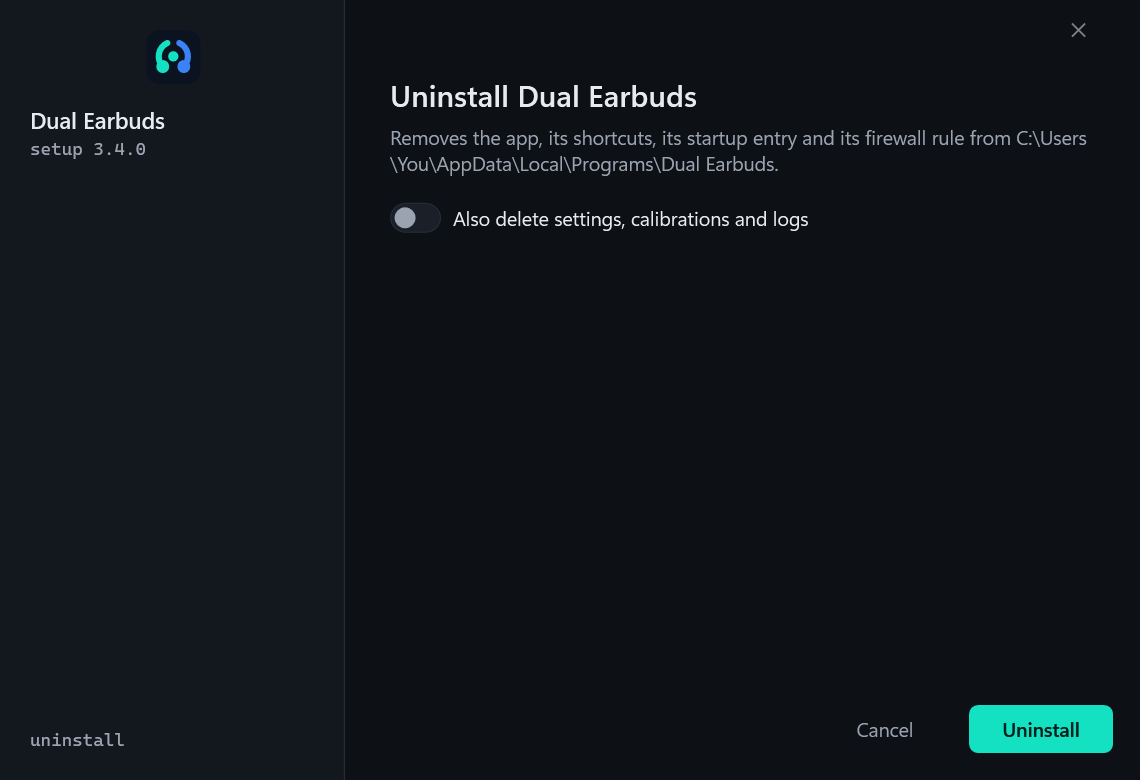 Dual Earbuds
setup 3.4.0
Uninstall Dual Earbuds
Removes the app, its shortcuts, its startup entry and its firewall rule from C:\Users
\You\AppData\Local\Programs\Dual Earbuds.
Also delete settings, calibrations and logs
uninstall
Cancel
Uninstall